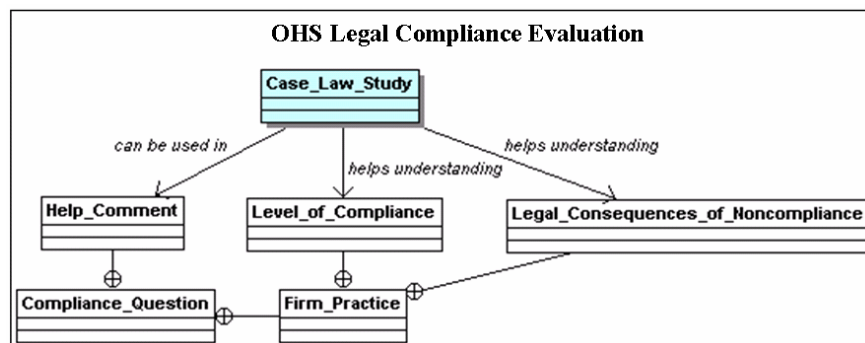 OHS Legal Compliance Evaluation
Case_Law_Study
can be used in
helps understanding
helps understanding
Help_Comment
Level_of_Compliance
Legal_Consequences_of_Noncompliance
Compliance_Question
Firm_Practice